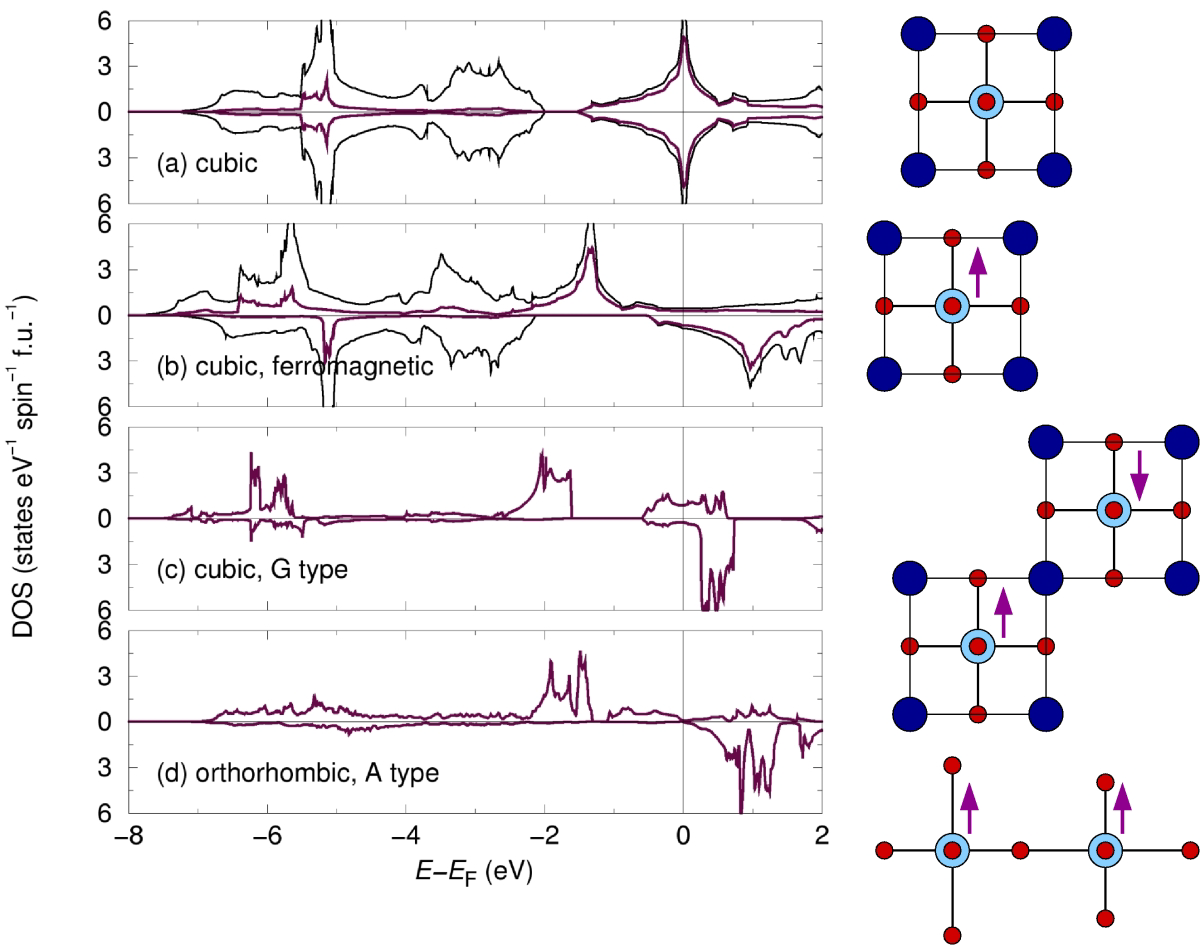 DOS (states eV⁻¹ spin⁻¹ f.u.⁻¹)
6
3
0
3
6
(a) cubic
6
3
0
3
6
(b) cubic, ferromagnetic
6
3
0
3
6
(c) cubic, G type
6
3
0
3
6
(d) orthorhombic, A type
−8 −6 −4 −2 0 2
E−E_F (eV)